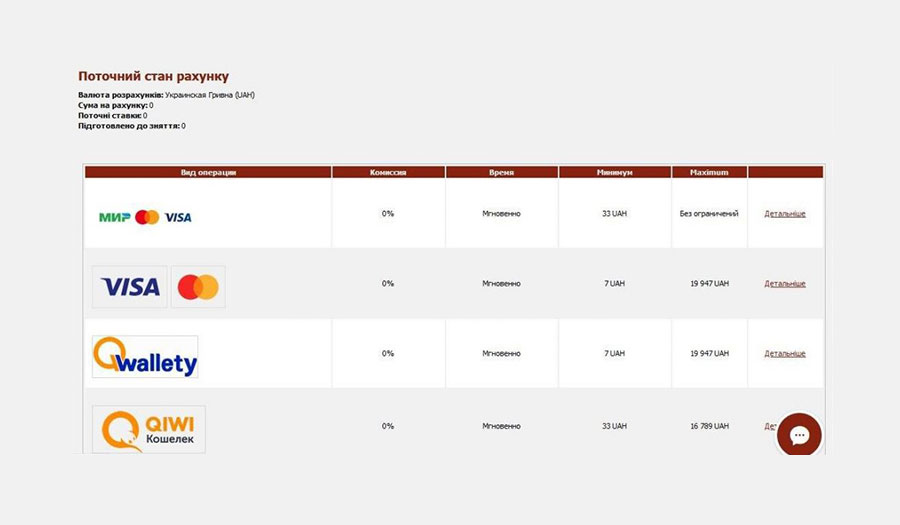 Поточний стан рахунку
Валюта розрахунків: Украинская Гривна (UAH)
Сума на рахунку: 0
Поточні ставки: 0
Підготовлено до зняття: 0
Вид операции Комиссия Время Минимум Maximum
МИР VISA 0% Мгновенно 33 UAH Без ограничений Детальніше
VISA 0% Мгновенно 7 UAH 19 947 UAH Детальніше
Qwallety 0% Мгновенно 7 UAH 19 947 UAH Детальніше
QIWI
Кошелек 0% Мгновенно 33 UAH 16 789 UAH